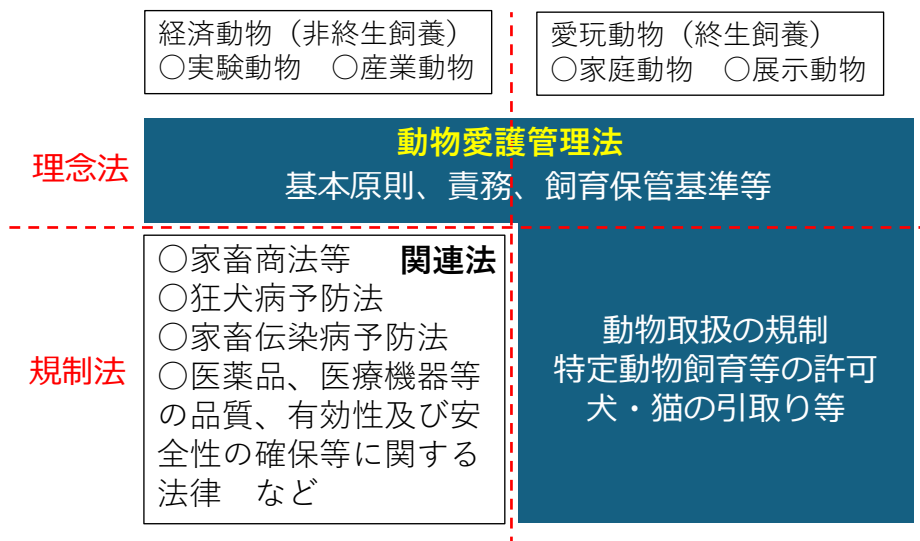 経済動物（非終生飼養）
○実験動物　○産業動物
愛玩動物（終生飼養）
○家庭動物　○展示動物
理念法
動物愛護管理法
基本原則、責務、飼育保管基準等
規制法
○家畜商法等　関連法
○狂犬病予防法
○家畜伝染病予防法
○医薬品、医療機器等
の品質、有効性及び安
全性の確保等に関する
法律　など
動物取扱の規制
特定動物飼育等の許可
犬・猫の引取り等